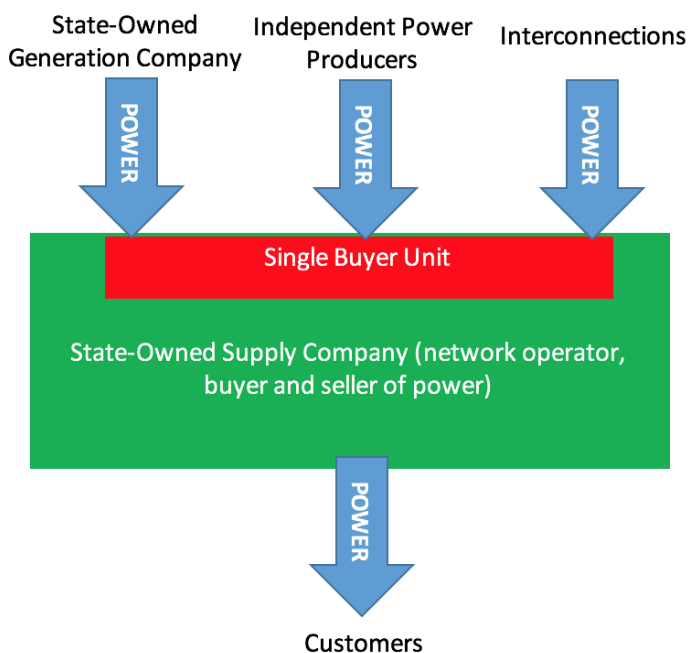 State-Owned
Generation Company
Independent Power
Producers
Interconnections
POWER
POWER
POWER
Single Buyer Unit
State-Owned Supply Company (network operator,
buyer and seller of power)
POWER
Customers